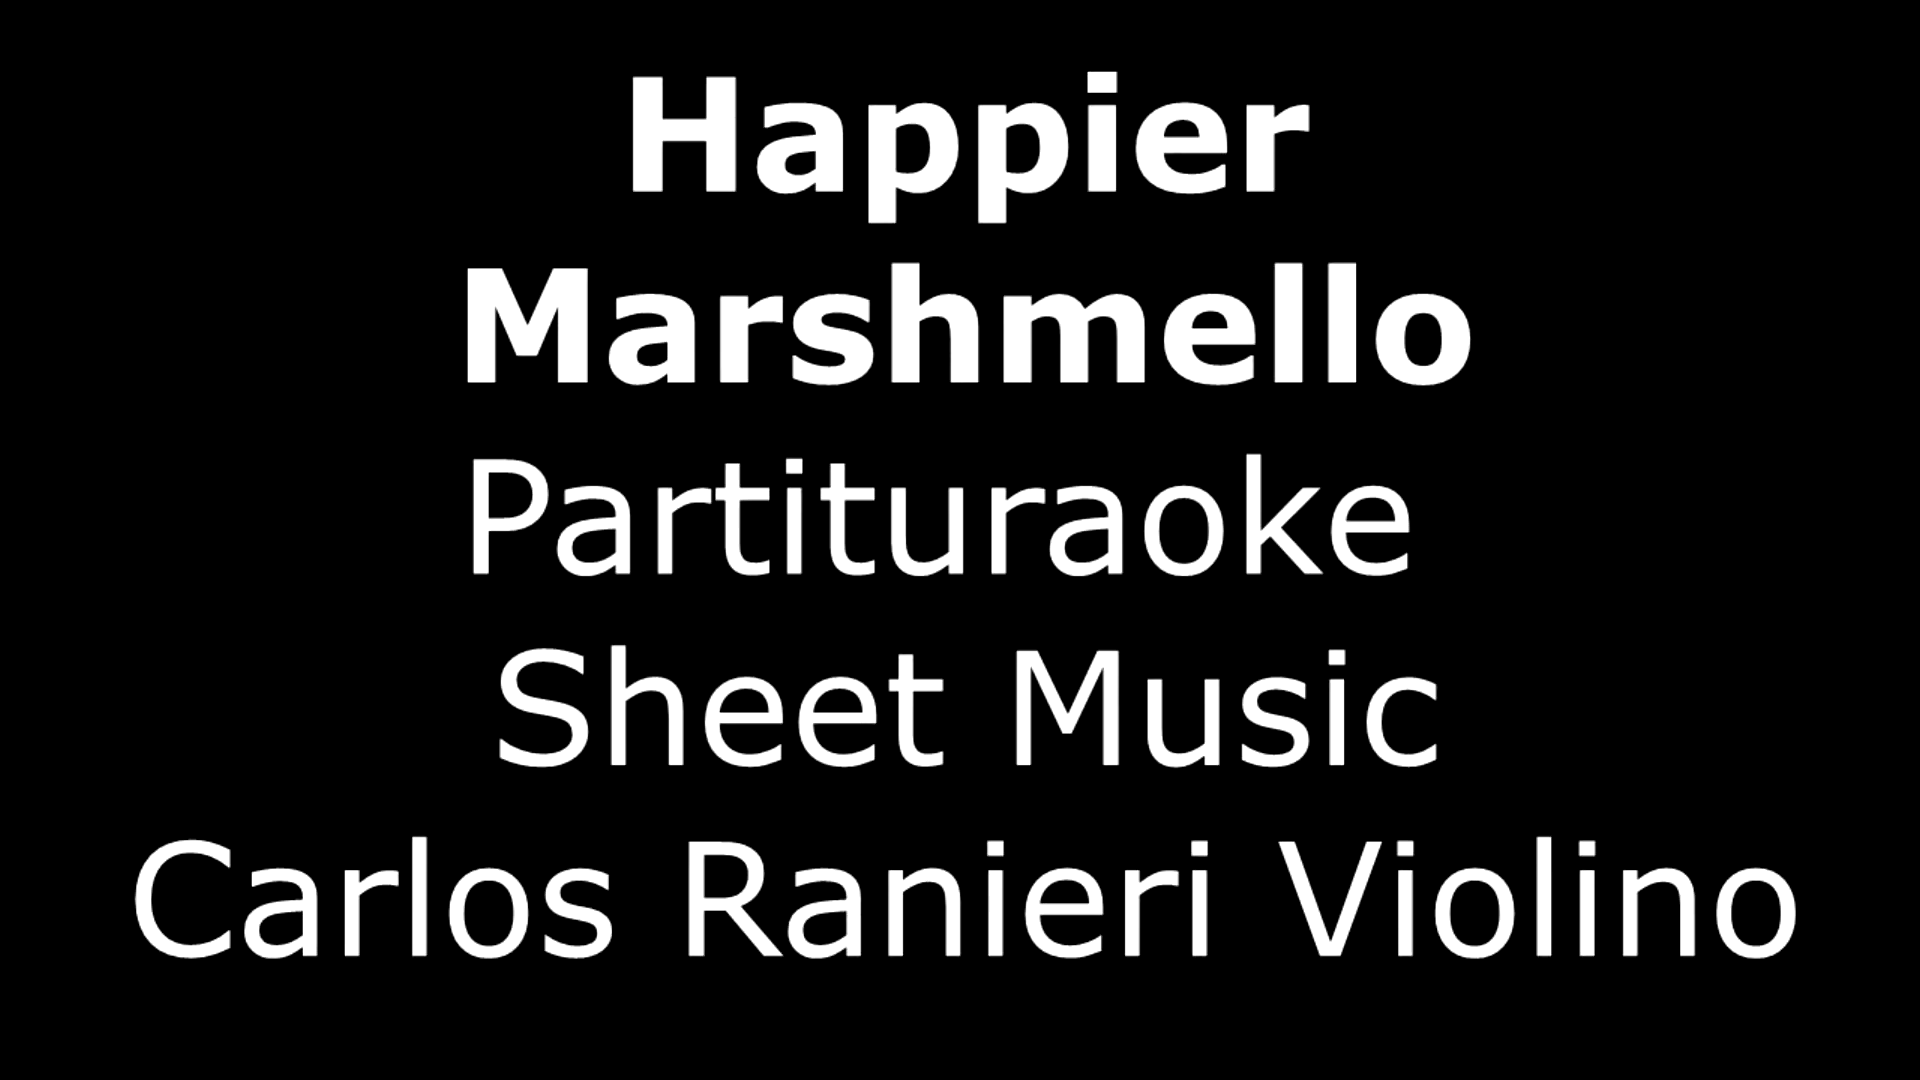 Happier
Marshmello
Partituraoke
Sheet Music
Carlos Ranieri Violino